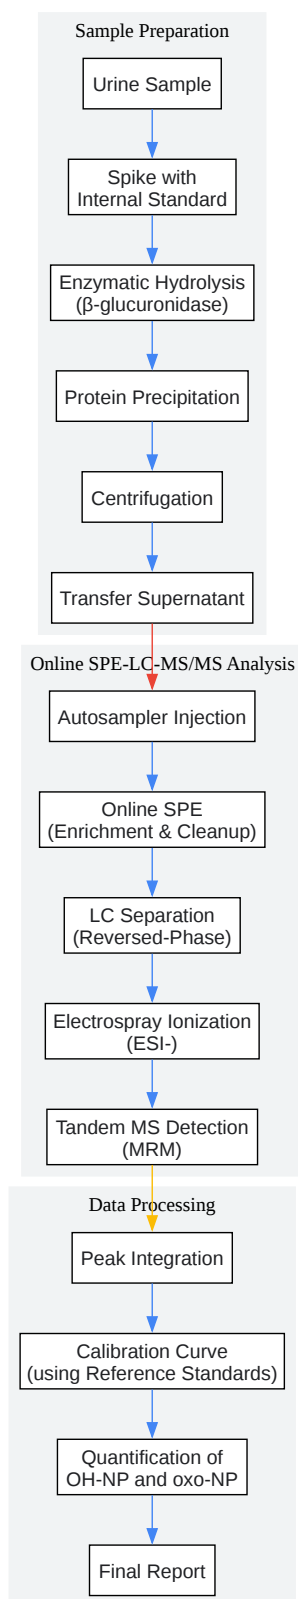 Sample Preparation
Urine Sample
Spike with
Internal Standard
Enzymatic Hydrolysis
(β-glucuronidase)
Protein Precipitation
Centrifugation
Transfer Supernatant
Online SPE-LC-MS/MS Analysis
Autosampler Injection
Online SPE
(Enrichment & Cleanup)
LC Separation
(Reversed-Phase)
Electrospray Ionization
(ESI-)
Tandem MS Detection
(MRM)
Data Processing
Peak Integration
Calibration Curve
(using Reference Standards)
Quantification of
OH-NP and oxo-NP
Final Report